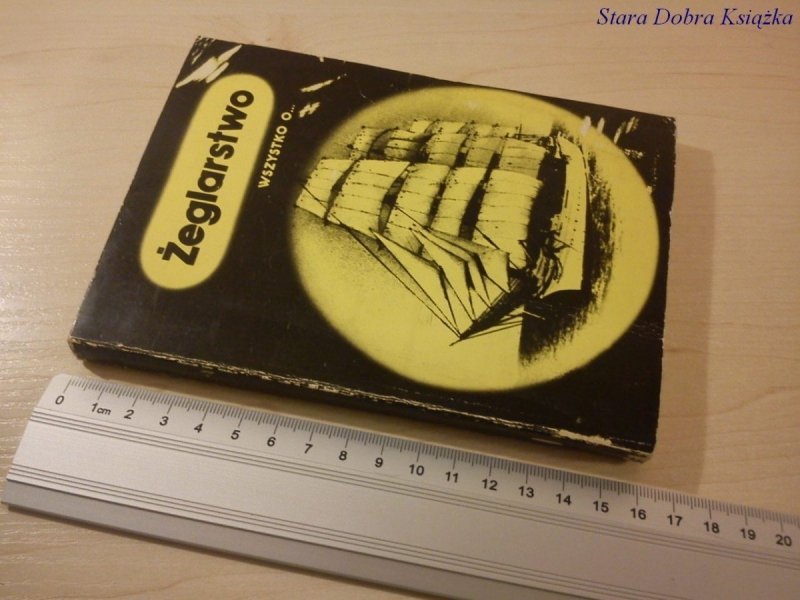 Stara Dobra Książka
Żeglarstwo
WSZYSTKO O...
0 1cm 2 3 4 5 6 7 8 9 10 11 12 13 14 15 16 17 18 19 20